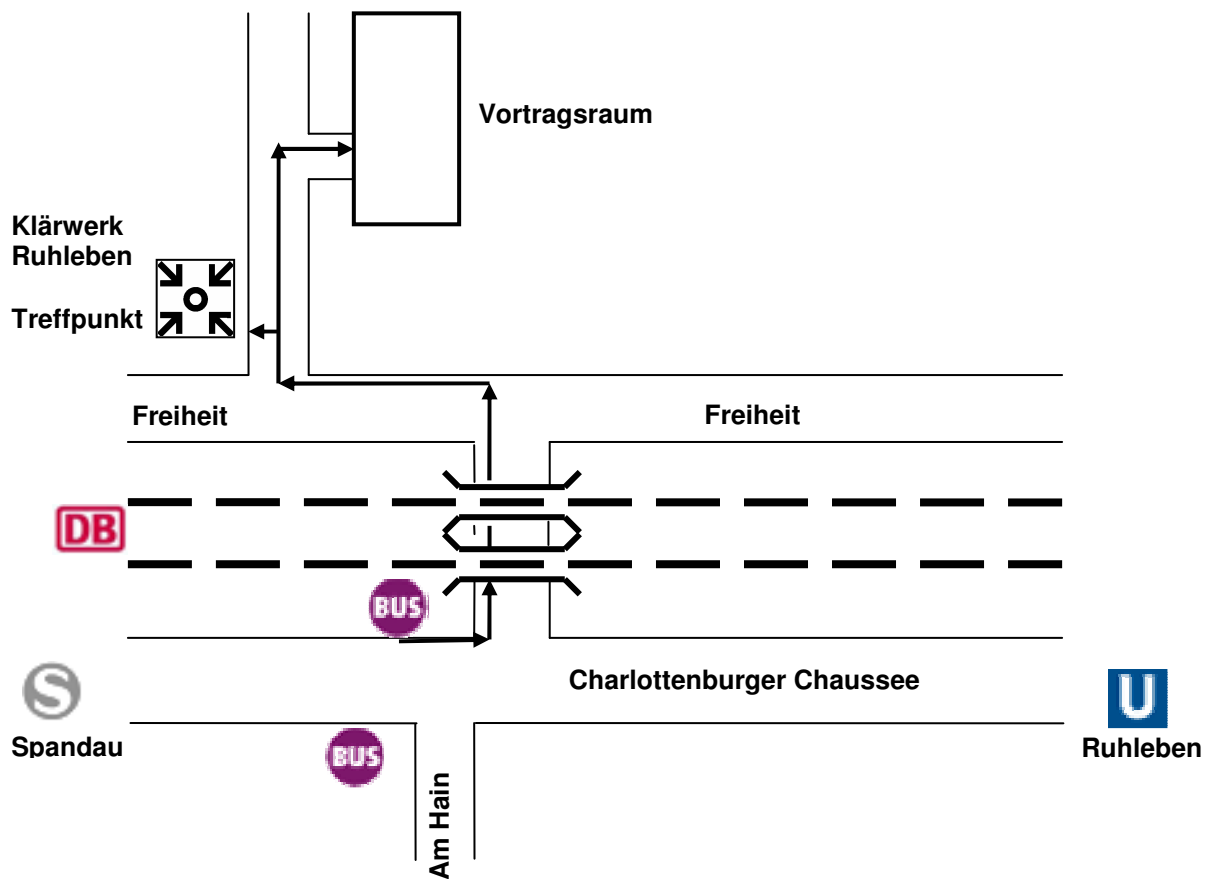 Vortragsraum
Klärwerk
Ruhleben
Treffpunkt
Freiheit
Freiheit
DB
BUS
Charlottenburger Chaussee
S
Spandau
U
Ruhleben
BUS
Am Hain